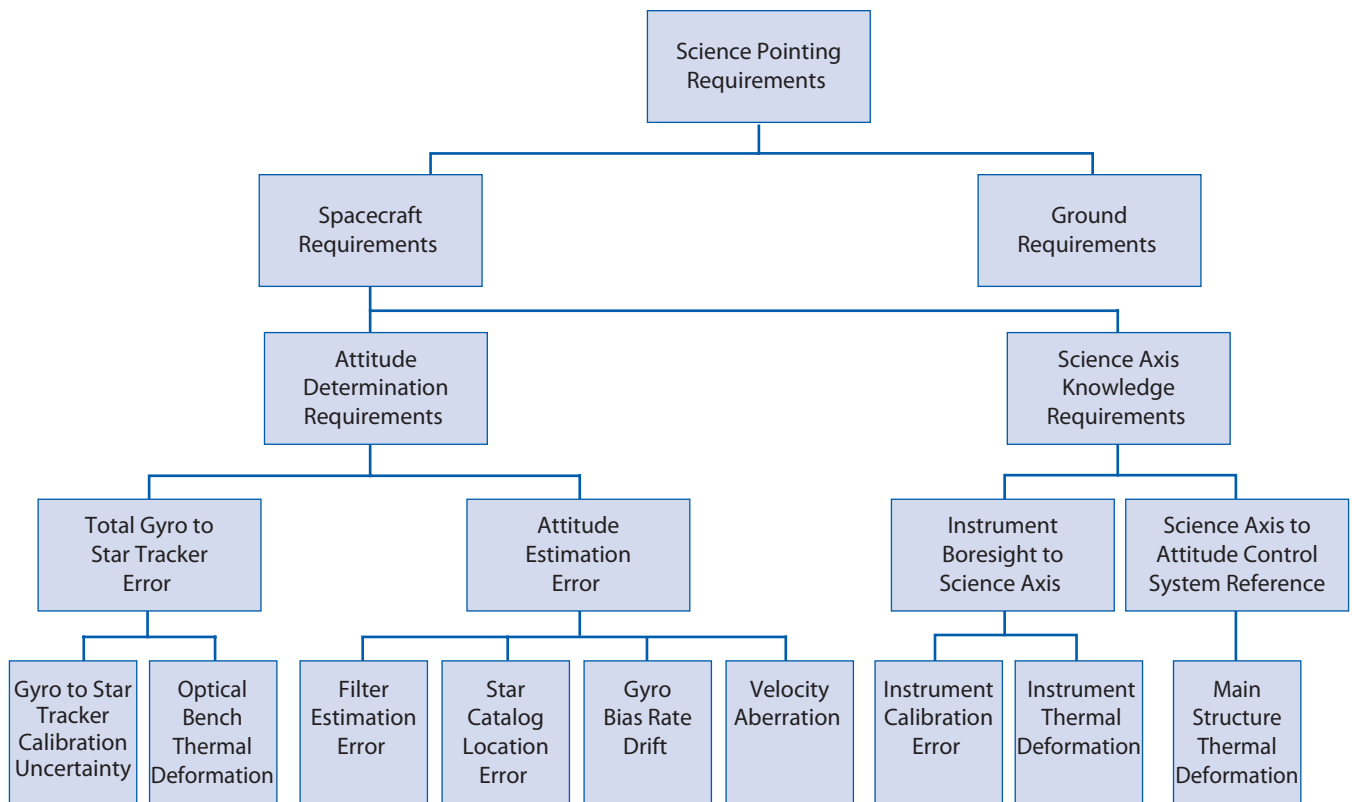 Science Pointing
Requirements
Spacecraft
Requirements
Ground
Requirements
Attitude
Determination
Requirements
Science Axis
Knowledge
Requirements
Total Gyro to
Star Tracker
Error
Attitude
Estimation
Error
Instrument
Boresight to
Science Axis
Science Axis to
Attitude Control
System Reference
Gyro to Star
Tracker
Calibration
Uncertainty
Optical
Bench
Thermal
Deformation
Filter
Estimation
Error
Star
Catalog
Location
Error
Gyro
Bias Rate
Drift
Velocity
Aberration
Instrument
Calibration
Error
Instrument
Thermal
Deformation
Main
Structure
Thermal
Deformation